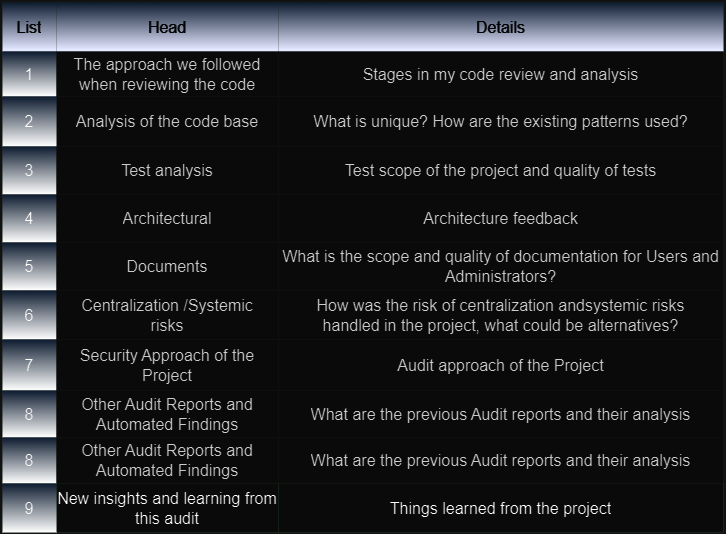 List Head Details
1 The approach we followed
when reviewing the code Stages in my code review and analysis
2 Analysis of the code base What is unique? How are the existing patterns used?
3 Test analysis Test scope of the project and quality of tests
4 Architectural Architecture feedback
5 Documents What is the scope and quality of documentation for Users and
Administrators?
6 Centralization /Systemic
risks How was the risk of centralization andsystemic risks
handled in the project, what could be alternatives?
7 Security Approach of the
Project Audit approach of the Project
8 Other Audit Reports and
Automated Findings What are the previous Audit reports and their analysis
8 Other Audit Reports and
Automated Findings What are the previous Audit reports and their analysis
9 New insights and learning from
this audit Things learned from the project